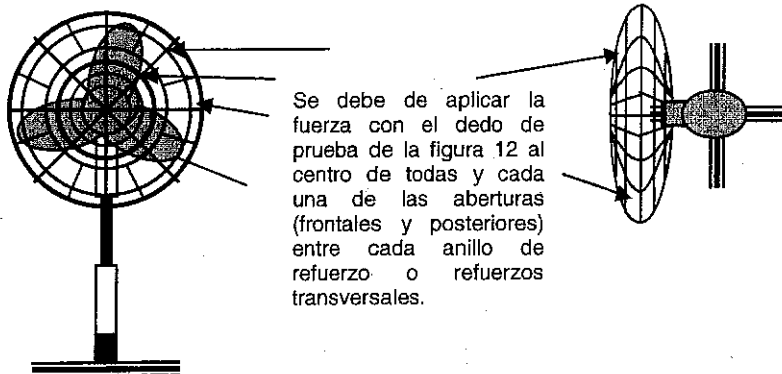 Se debe de aplicar la
fuerza con el dedo de
prueba de la figura 12 al
centro de todas y cada
una de las aberturas
(frontales y posteriores)
entre cada anillo de
refuerzo o refuerzos
transversales.